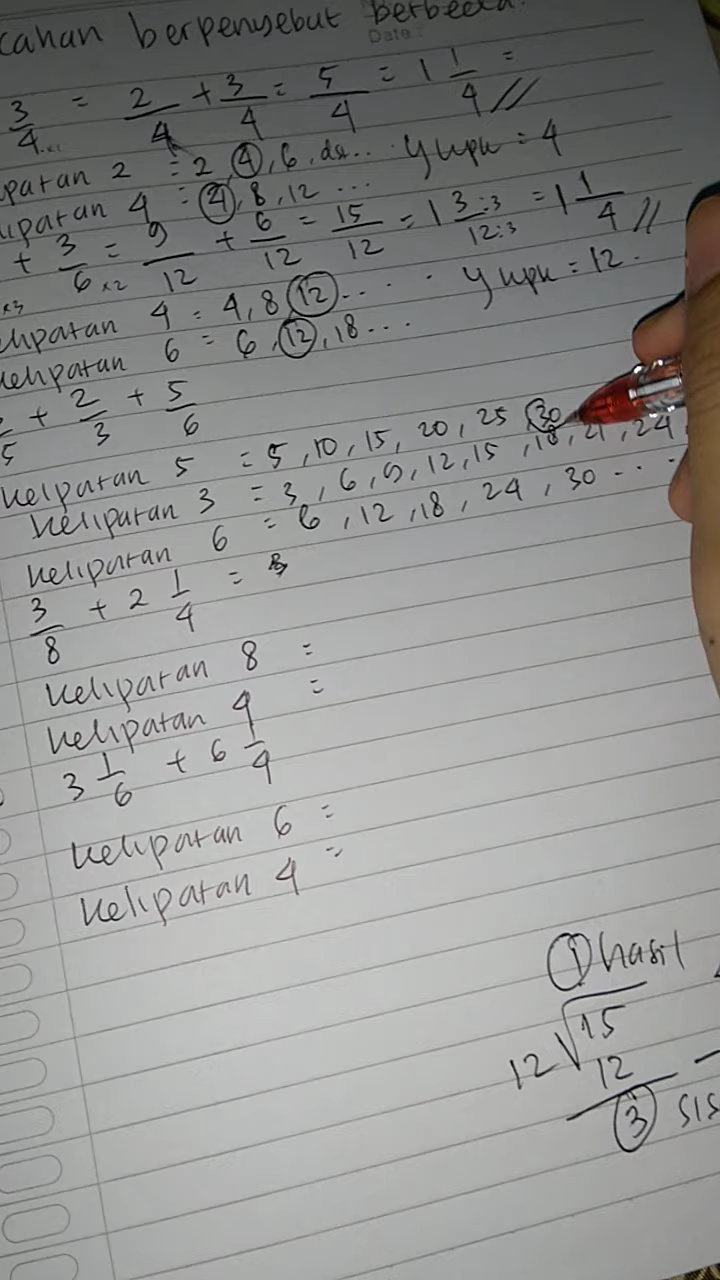 cahan berpenyebut berbeda.
Date
3/4 = 2/4 + 3/4 = 5/4 = 1 1/4 = //
patan 2 = 2, 4, 6, dst... yKPK = 4
lipatan 4 = 4, 8, 12 ...
+ 3/6 ×2 = 9/12 + 6/12 = 15/12 = 1 3:3/12:3 = 1 1/4 //
×3
elipatan 4 = 4, 8, 12 .... yKPK = 12.
Kelipatan 6 = 6, 12, 18 ...
/5 + 2/3 + 5/6
Kelipatan 5 = 5, 10, 15, 20, 25, 30
Kelipatan 3 = 3, 6, 9, 12, 15, 18, 21, 24,
Kelipatan 6 = 6, 12, 18, 24, 30 ...
3/8 + 2 1/4 =
Kelipatan 8 =
Kelipatan 4 =
3 1/6 + 6 1/4
Kelipatan 6 =
Kelipatan 4 =
1 hasil
12 √15
12
3 sis